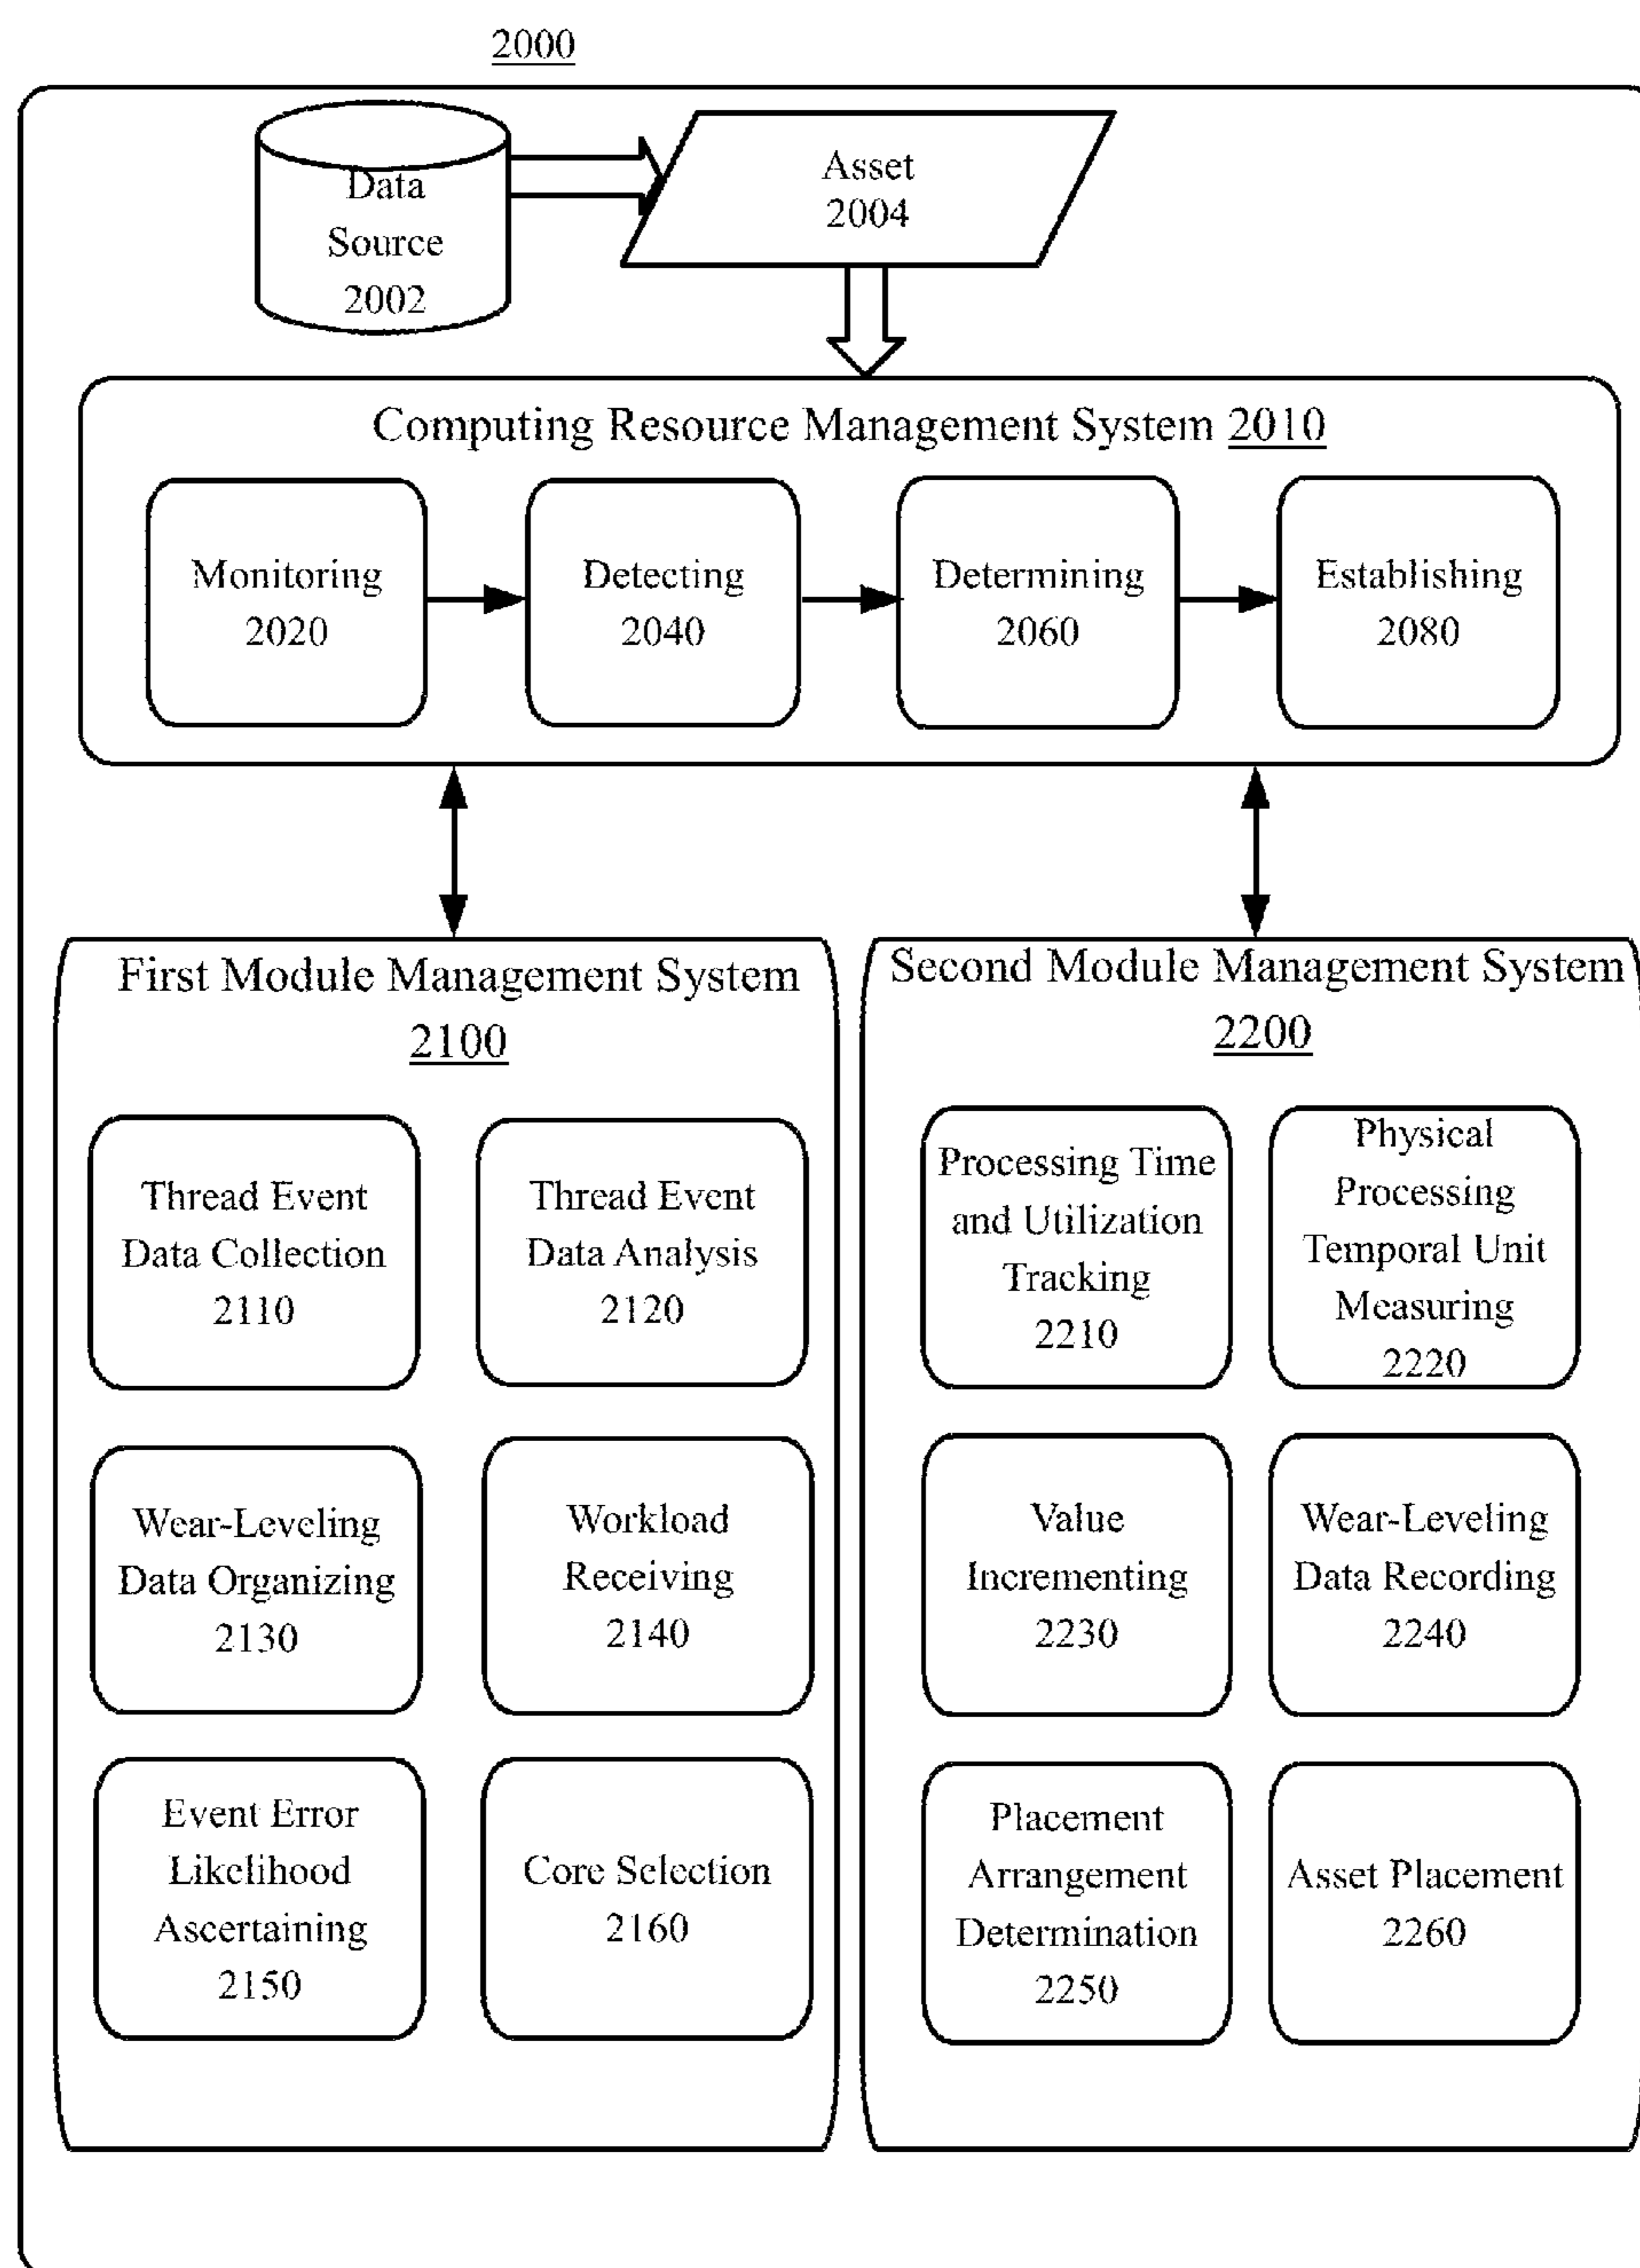 2000
Data
Source
2002
Asset
2004
Computing Resource Management System 2010
Monitoring
2020
Detecting
2040
Determining
2060
Establishing
2080
First Module Management System
2100
Thread Event
Data Collection
2110
Thread Event
Data Analysis
2120
Wear-Leveling
Data Organizing
2130
Workload
Receiving
2140
Event Error
Likelihood
Ascertaining
2150
Core Selection
2160
Second Module Management System
2200
Processing Time
and Utilization
Tracking
2210
Physical
Processing
Temporal Unit
Measuring
2220
Value
Incrementing
2230
Wear-Leveling
Data Recording
2240
Placement
Arrangement
Determination
2250
Asset Placement
2260